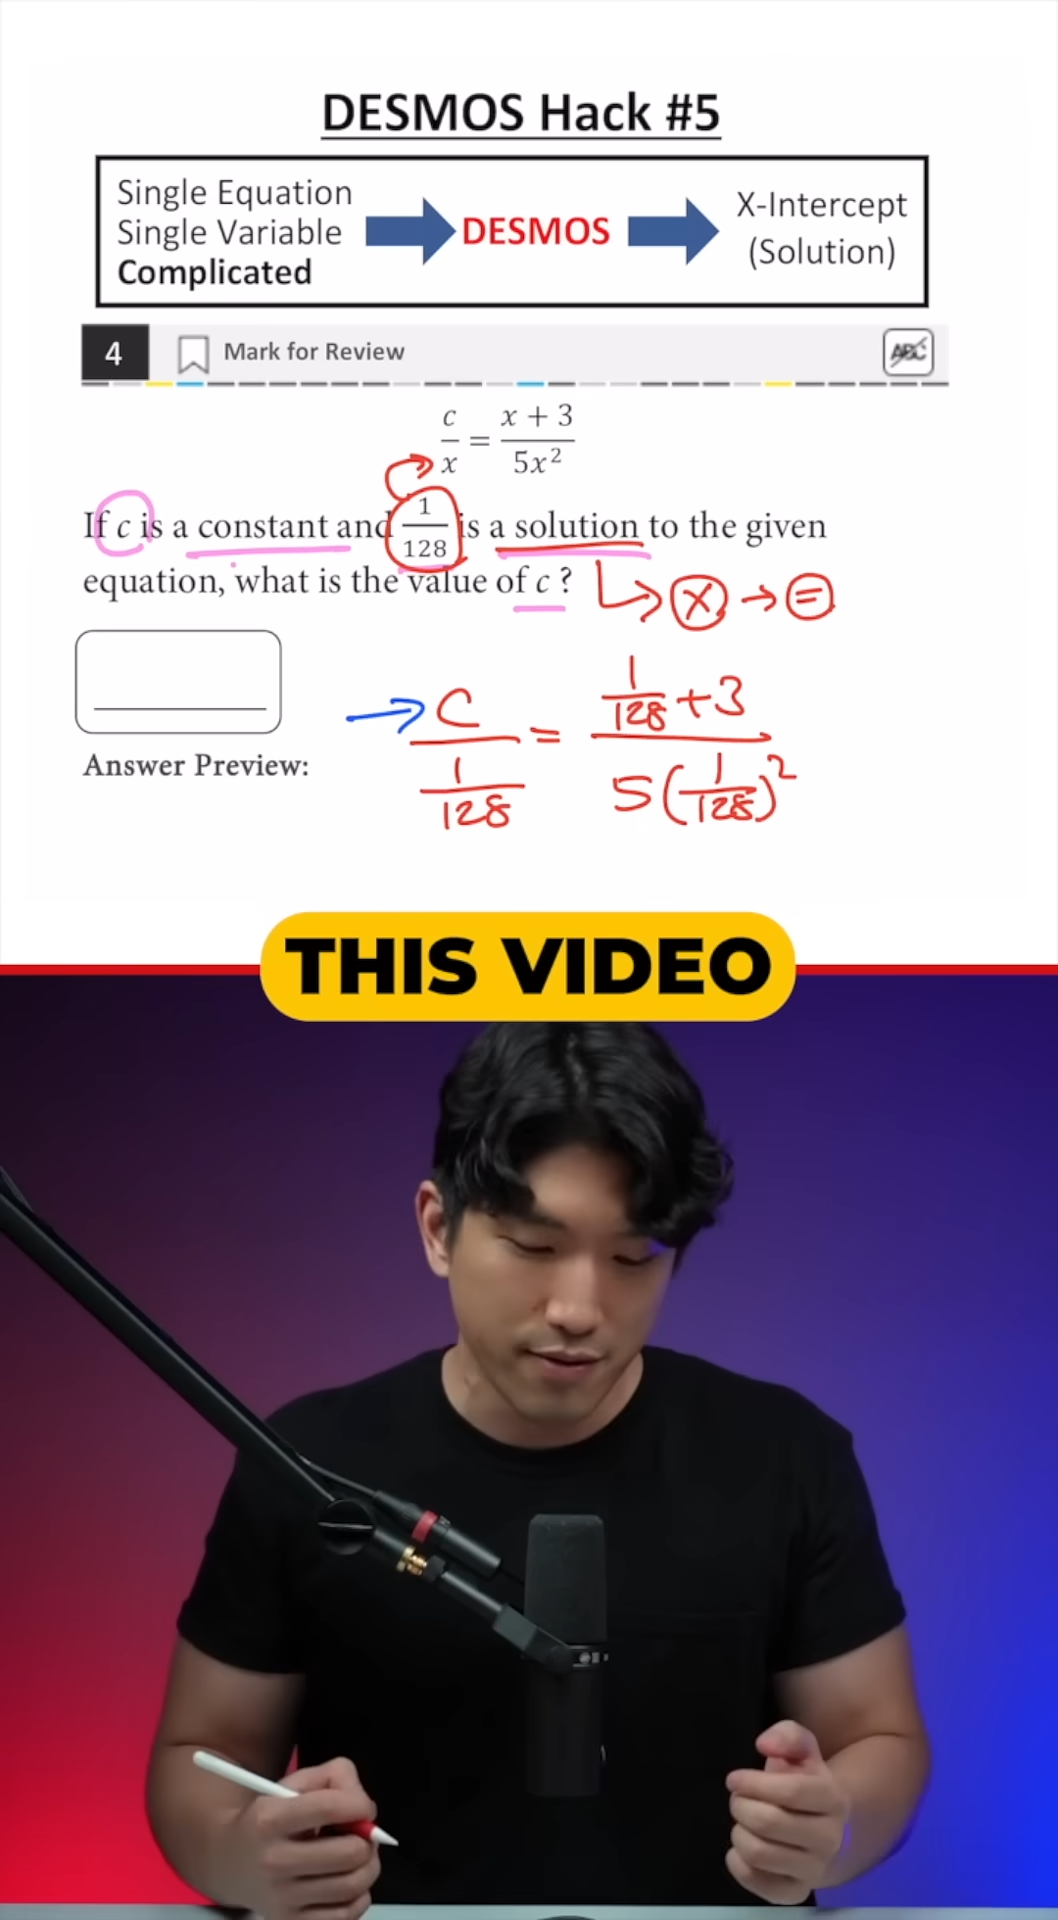 DESMOS Hack #5
Single Equation
Single Variable
Complicated
DESMOS
X-Intercept
(Solution)
4 Mark for Review ABC
c/x = (x + 3)/(5x²)
If c is a constant and 1/128 is a solution to the given
equation, what is the value of c ?
x → =
Answer Preview:
→ C/(1/128) = (1/128 + 3)/(5(1/128)²)
THIS VIDEO